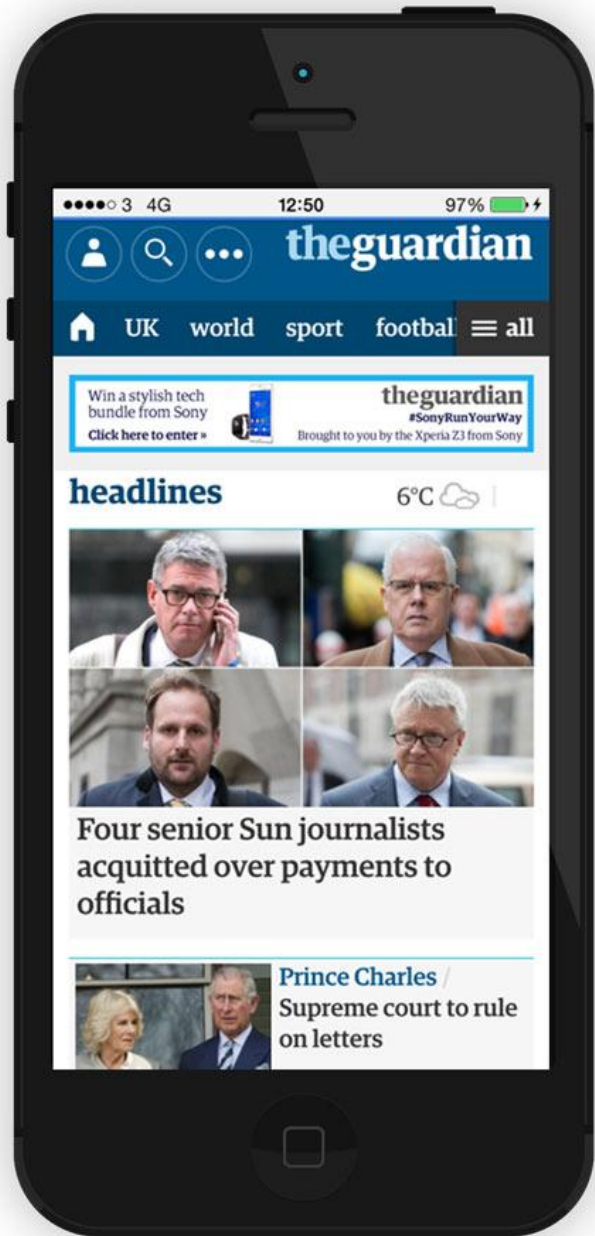 3 4G 12:50 97%
theguardian
UK world sport footbal all
Win a stylish tech
bundle from Sony
Click here to enter »
theguardian
#SonyRunYourWay
Brought to you by the Xperia Z3 from Sony
headlines 6°C
Four senior Sun journalists
acquitted over payments to
officials
Prince Charles /
Supreme court to rule
on letters